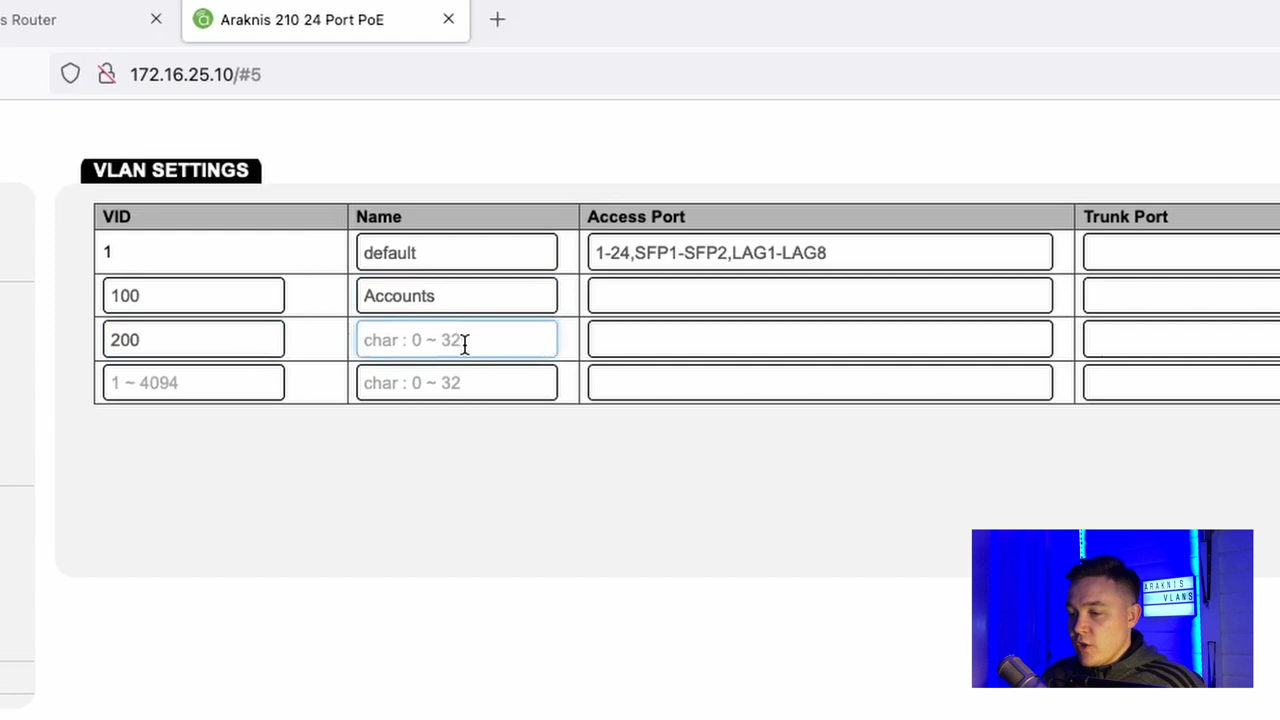 s Router
Araknis 210 24 Port PoE
172.16.25.10/#5
VLAN SETTINGS
VID Name Access Port Trunk Port
1 default 1-24,SFP1-SFP2,LAG1-LAG8
100 Accounts
200 char : 0 ~ 32
1 ~ 4094 char : 0 ~ 32
ARAKNIS
VLANS